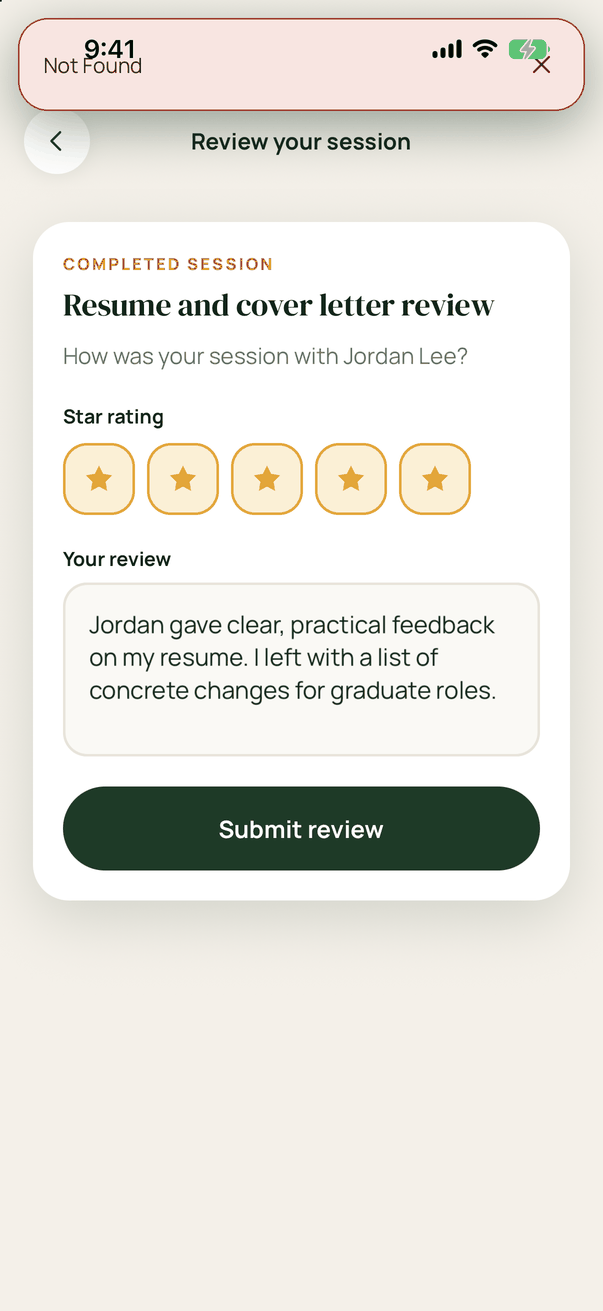 9:41
Not Found
Review your session
COMPLETED SESSION
Resume and cover letter review
How was your session with Jordan Lee?
Star rating
Your review
Jordan gave clear, practical feedback
on my resume. I left with a list of
concrete changes for graduate roles.
Submit review